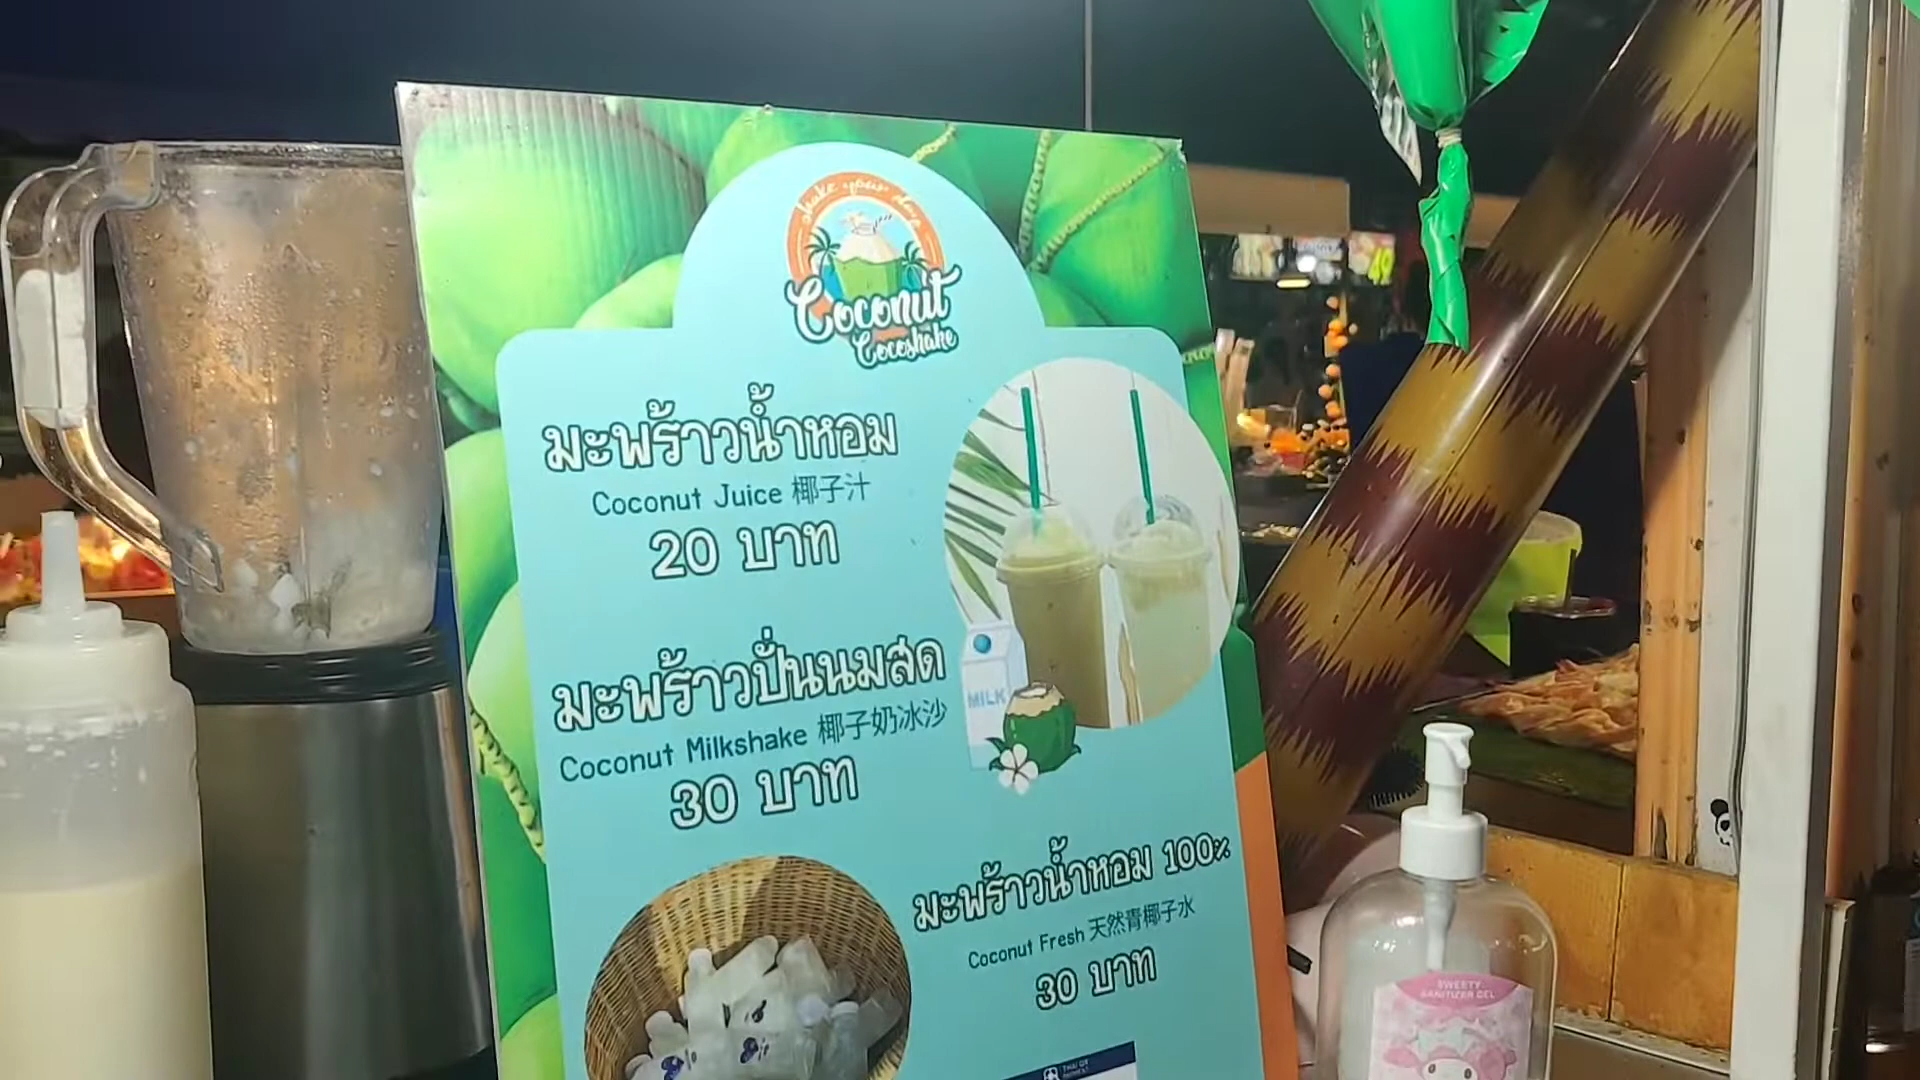 shake your day
Coconut
Cocoshake
มะพร้าวน้ำหอม
Coconut Juice 椰子汁
20 บาท
มะพร้าวปั่นนมสด
Coconut Milkshake 椰子奶冰沙
30 บาท
MILK
มะพร้าวน้ำหอม 100%
Coconut Fresh 天然青椰子水
30 บาท
THAI QR
PAYMENT
SWEETY
SANITIZER GEL